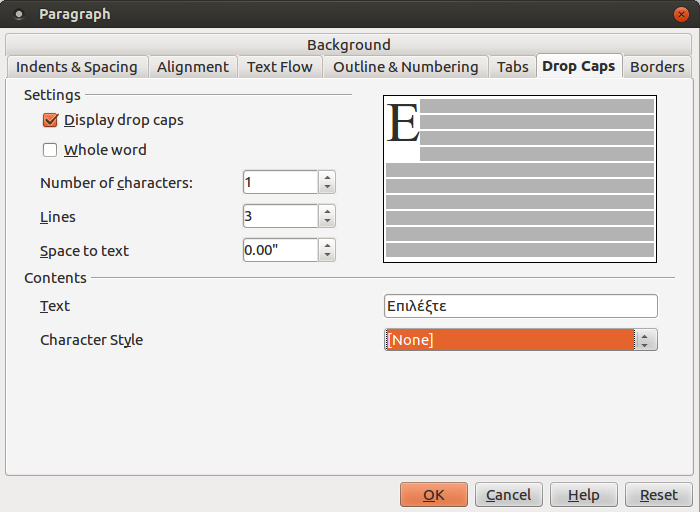 Paragraph
Background
Indents & Spacing Alignment Text Flow Outline & Numbering Tabs Drop Caps Borders
Settings
Display drop caps
Whole word
Number of characters: 1
Lines 3
Space to text 0.00"
E
Contents
Text Επιλέξτε
Character Style [None]
OK Cancel Help Reset